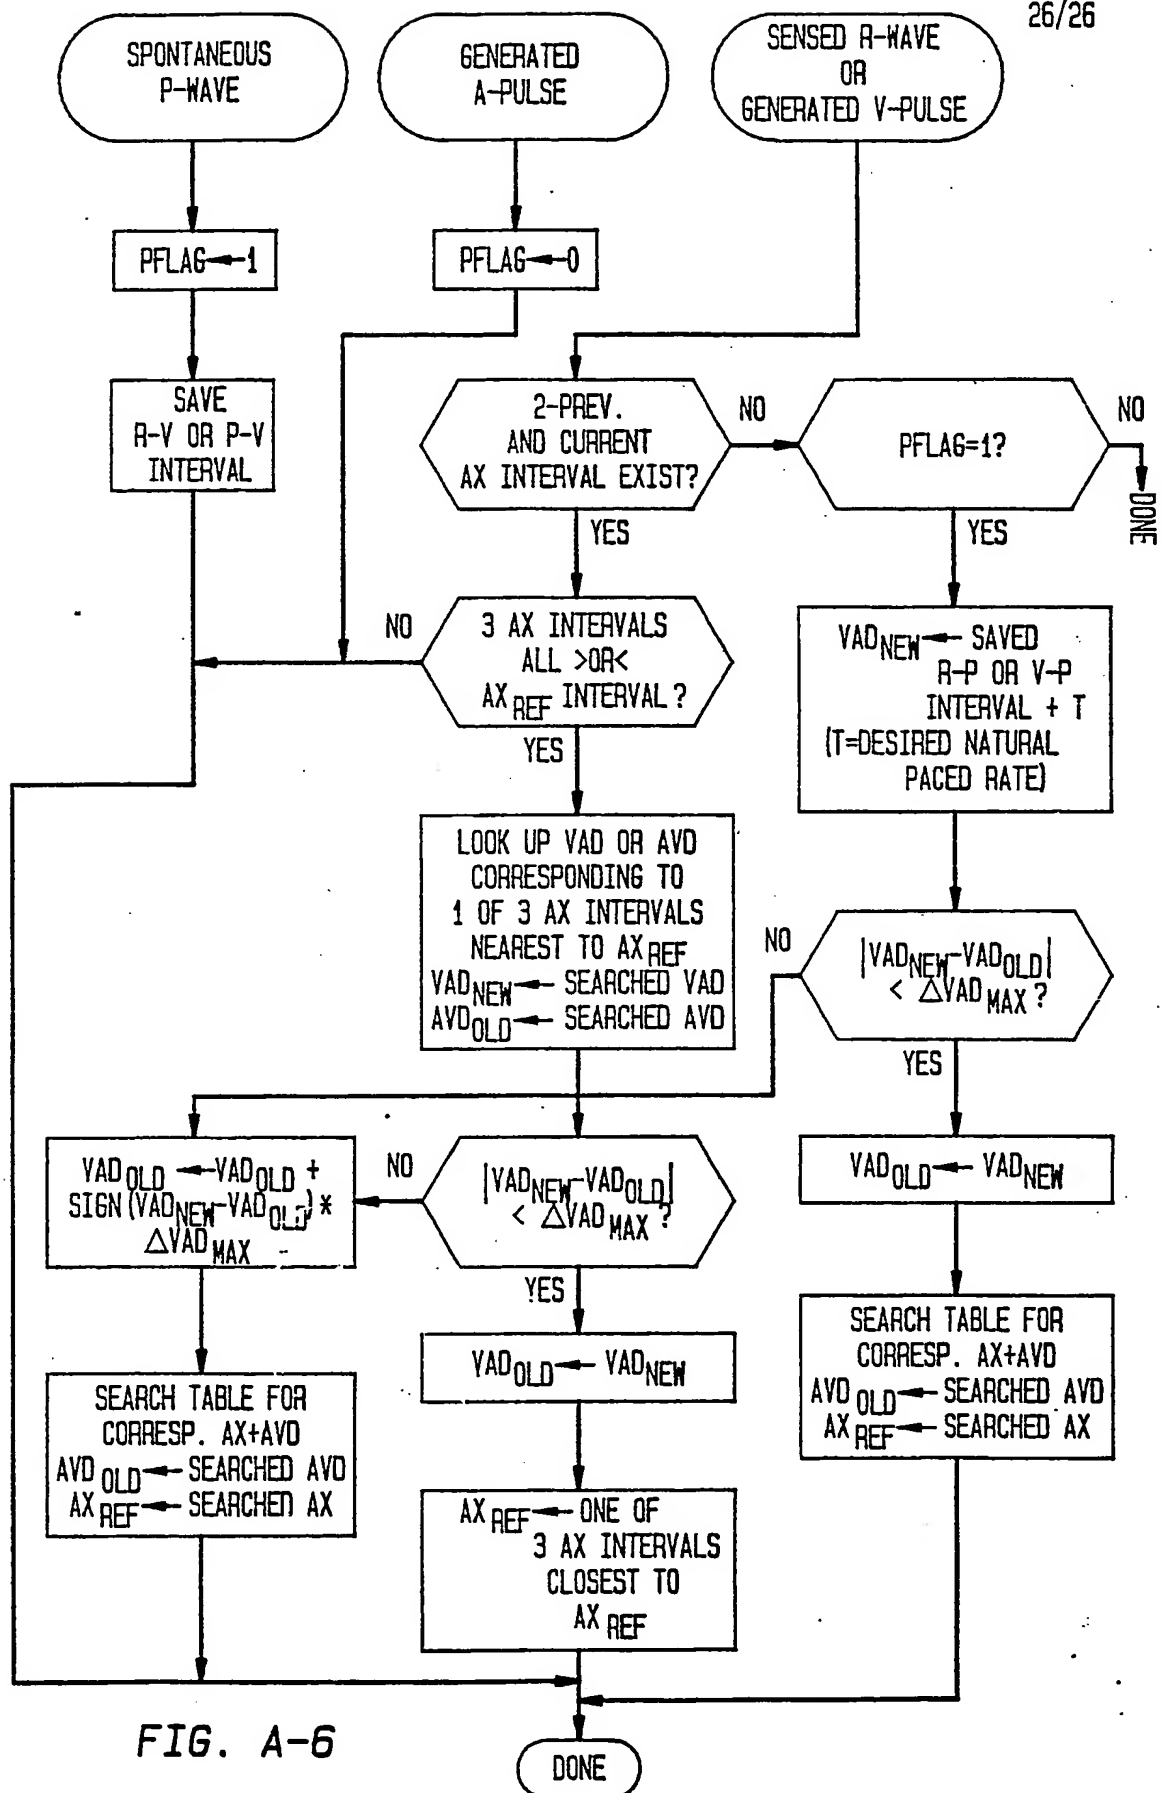 26/26
SPONTANEOUS
P-WAVE
GENERATED
A-PULSE
SENSED R-WAVE
OR
GENERATED V-PULSE
PFLAG←1
PFLAG←0
SAVE
R-V OR P-V
INTERVAL
2-PREV.
AND CURRENT
AX INTERVAL EXIST?
NO
PFLAG=1?
NO
DONE
YES
YES
3 AX INTERVALS
ALL >OR<
AX REF INTERVAL?
NO
YES
VAD NEW ← SAVED
R-P OR V-P
INTERVAL + T
(T=DESIRED NATURAL
PACED RATE)
LOOK UP VAD OR AVD
CORRESPONDING TO
1 OF 3 AX INTERVALS
NEAREST TO AX REF
VAD NEW ← SEARCHED VAD
AVD OLD ← SEARCHED AVD
NO
|VAD NEW-VAD OLD|
< △VAD MAX?
YES
VAD OLD ← VAD OLD +
SIGN(VAD NEW-VAD OLD)*
△VAD MAX
NO
|VAD NEW-VAD OLD|
< △VAD MAX?
YES
VAD OLD ← VAD NEW
VAD OLD ← VAD NEW
SEARCH TABLE FOR
CORRESP. AX+AVD
AVD OLD ← SEARCHED AVD
AX REF ← SEARCHED AX
SEARCH TABLE FOR
CORRESP. AX+AVD
AVD OLD ← SEARCHED AVD
AX REF ← SEARCHED AX
AX REF ← ONE OF
3 AX INTERVALS
CLOSEST TO
AX REF
FIG. A-6
DONE